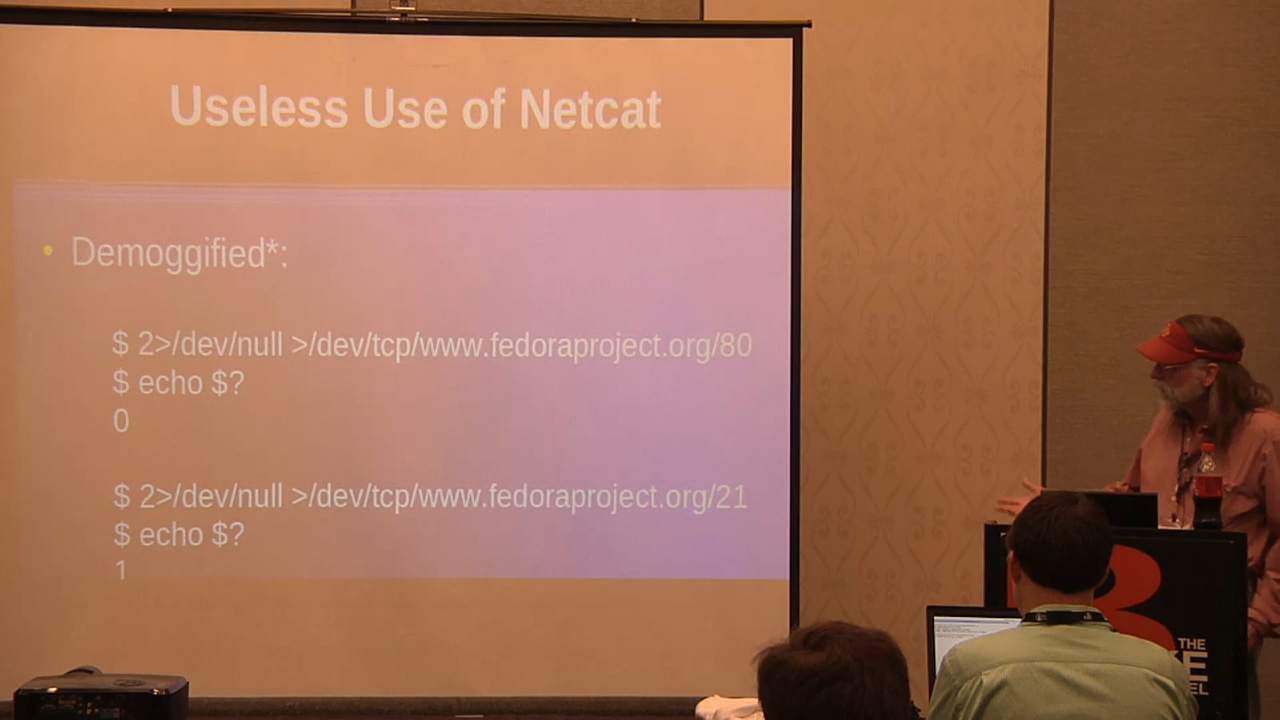 Useless Use of Netcat
• Demoggified*:
$ 2>/dev/null >/dev/tcp/www.fedoraproject.org/80
$ echo $?
0
$ 2>/dev/null >/dev/tcp/www.fedoraproject.org/21
$ echo $?
1
THE